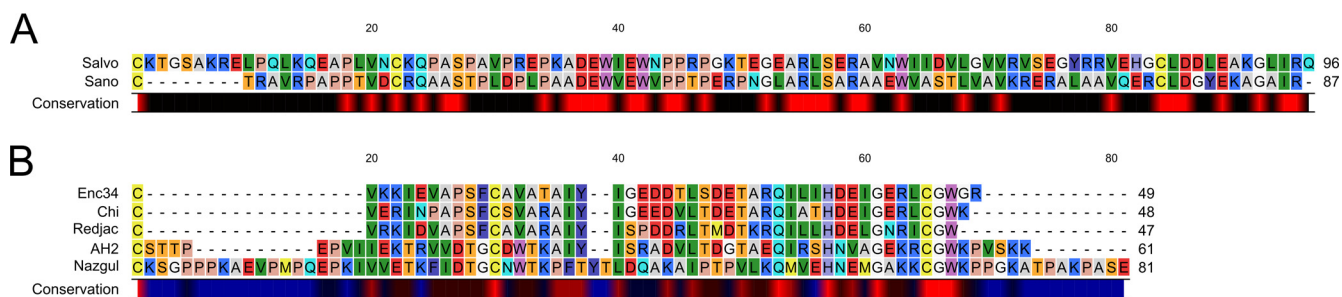 A
20 40 60 80
Salvo CKTGSAKRELPQLKQEAPLVNCKQPASPAVPREPKADEWIEWNPPRPGKTEGEARLSERAVNWIIDVLGVVRVSEGYRRVEHGCLDDLEAKGLIRQ 96
Sano C--------TRAVRPAPPTVDCRQAASTPLDPLPAADEWVEWVPPTPERPNGLARLSARAAEWVASTLVAVKRERALAAVQERCLDGYEKAGAIR- 87
Conservation
B
20 40 60 80
Enc34 C------------------VKKIEVAPSFCAVATAIY--IGEDDTLSDETARQILIHDEIGERLCGWGR------------ 49
Chi C------------------VERINPAPSFCSVARAIY--IGEEDVLTDETARQIATHDEIGERLCGWK------------- 48
Redjac C------------------VRKIDVAPSFCAVARAIY--ISPDDRLTMDTKRQILTHDELGNRICGW-------------- 47
AH2 CSTTP----------EPVIIEKTRVVDTGCDWTKAIY--ISRADVLTDGTAEQIRSHNVAGEKRCGWKPVSKK-------- 61
Nazgul CKSGPPPKAEVPMPQEPKIVVETKFIDTGCNWTKPFTYTLDQAKAIPTPVLKQMVEHNEMGAKKCGWKPPGKATPAKPASE 81
Conservation